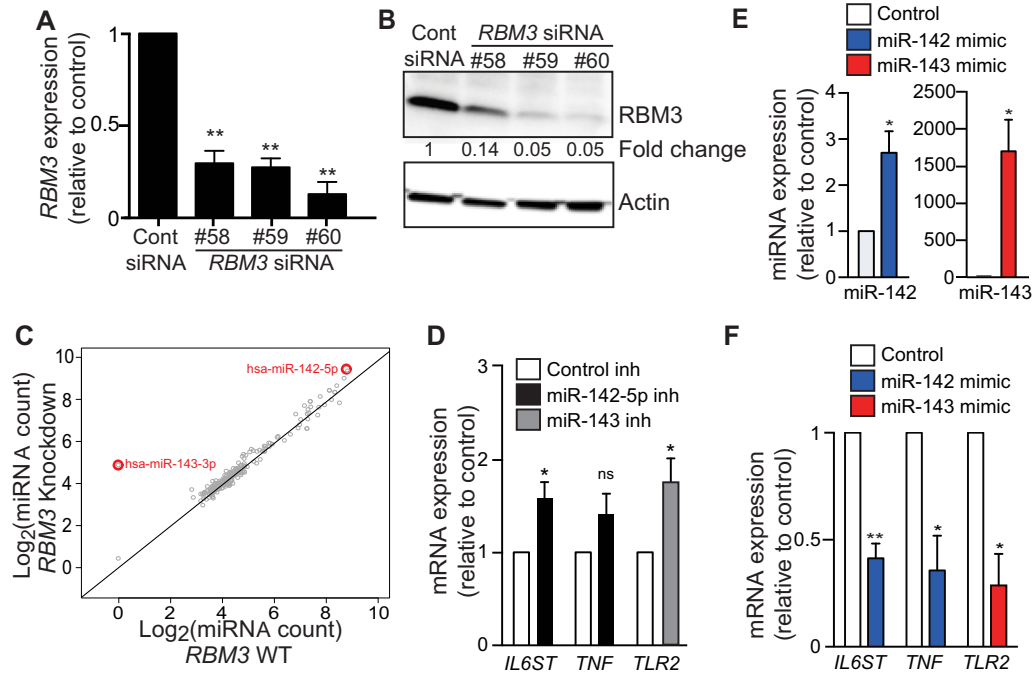 A
RBM3 expression
(relative to control)
1
0.5
0
**
**
**
Cont
siRNA
#58
#59
#60
RBM3 siRNA
B
Cont
siRNA
RBM3 siRNA
#58
#59
#60
RBM3
1
0.14
0.05
0.05
Fold change
Actin
C
Log2(miRNA count)
RBM3 Knockdown
10
8
6
4
2
0
hsa-miR-142-5p
hsa-miR-143-3p
0
2
4
6
8
10
Log2(miRNA count)
RBM3 WT
D
mRNA expression
(relative to control)
3
2
1
0
Control inh
miR-142-5p inh
miR-143 inh
*
ns
*
IL6ST
TNF
TLR2
E
Control
miR-142 mimic
miR-143 mimic
miRNA expression
(relative to control)
4
3
2
1
0
*
miR-142
2500
2000
1500
1000
500
0
*
miR-143
F
Control
miR-142 mimic
miR-143 mimic
mRNA expression
(relative to control)
1
0.5
0
**
*
*
IL6ST
TNF
TLR2